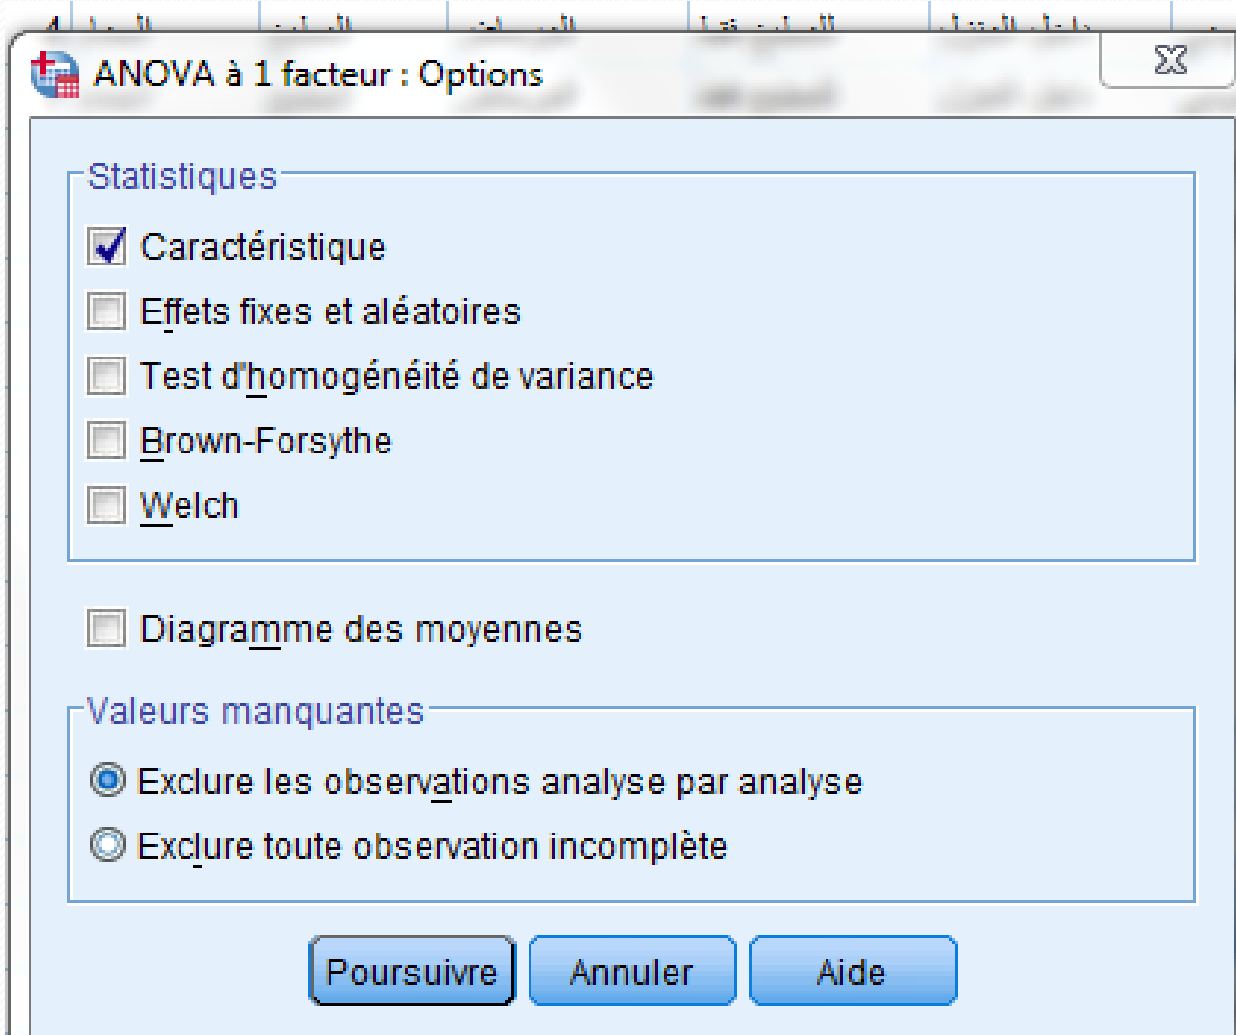 4
ANOVA à 1 facteur : Options
Statistiques
Caractéristique
Effets fixes et aléatoires
Test d'homogénéité de variance
Brown-Forsythe
Welch
Diagramme des moyennes
Valeurs manquantes
Exclure les observations analyse par analyse
Exclure toute observation incomplète
Poursuivre
Annuler
Aide